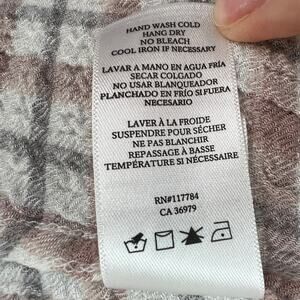 HAND WASH COLD
HANG DRY
NO BLEACH
COOL IRON IF NECESSARY
LAVAR A MANO EN AGUA FRÍA
SECAR COLGADO
NO USAR BLANQUEADOR
PLANCHADO EN FRÍO SI FUERA
NECESARIO
LAVER À LA FROIDE
SUSPENDRE POUR SÉCHER
NE PAS BLANCHIR
REPASSAGE À BASSE
TEMPÉRATURE SI NÉCESSAIRE
RN#117784
CA 36979